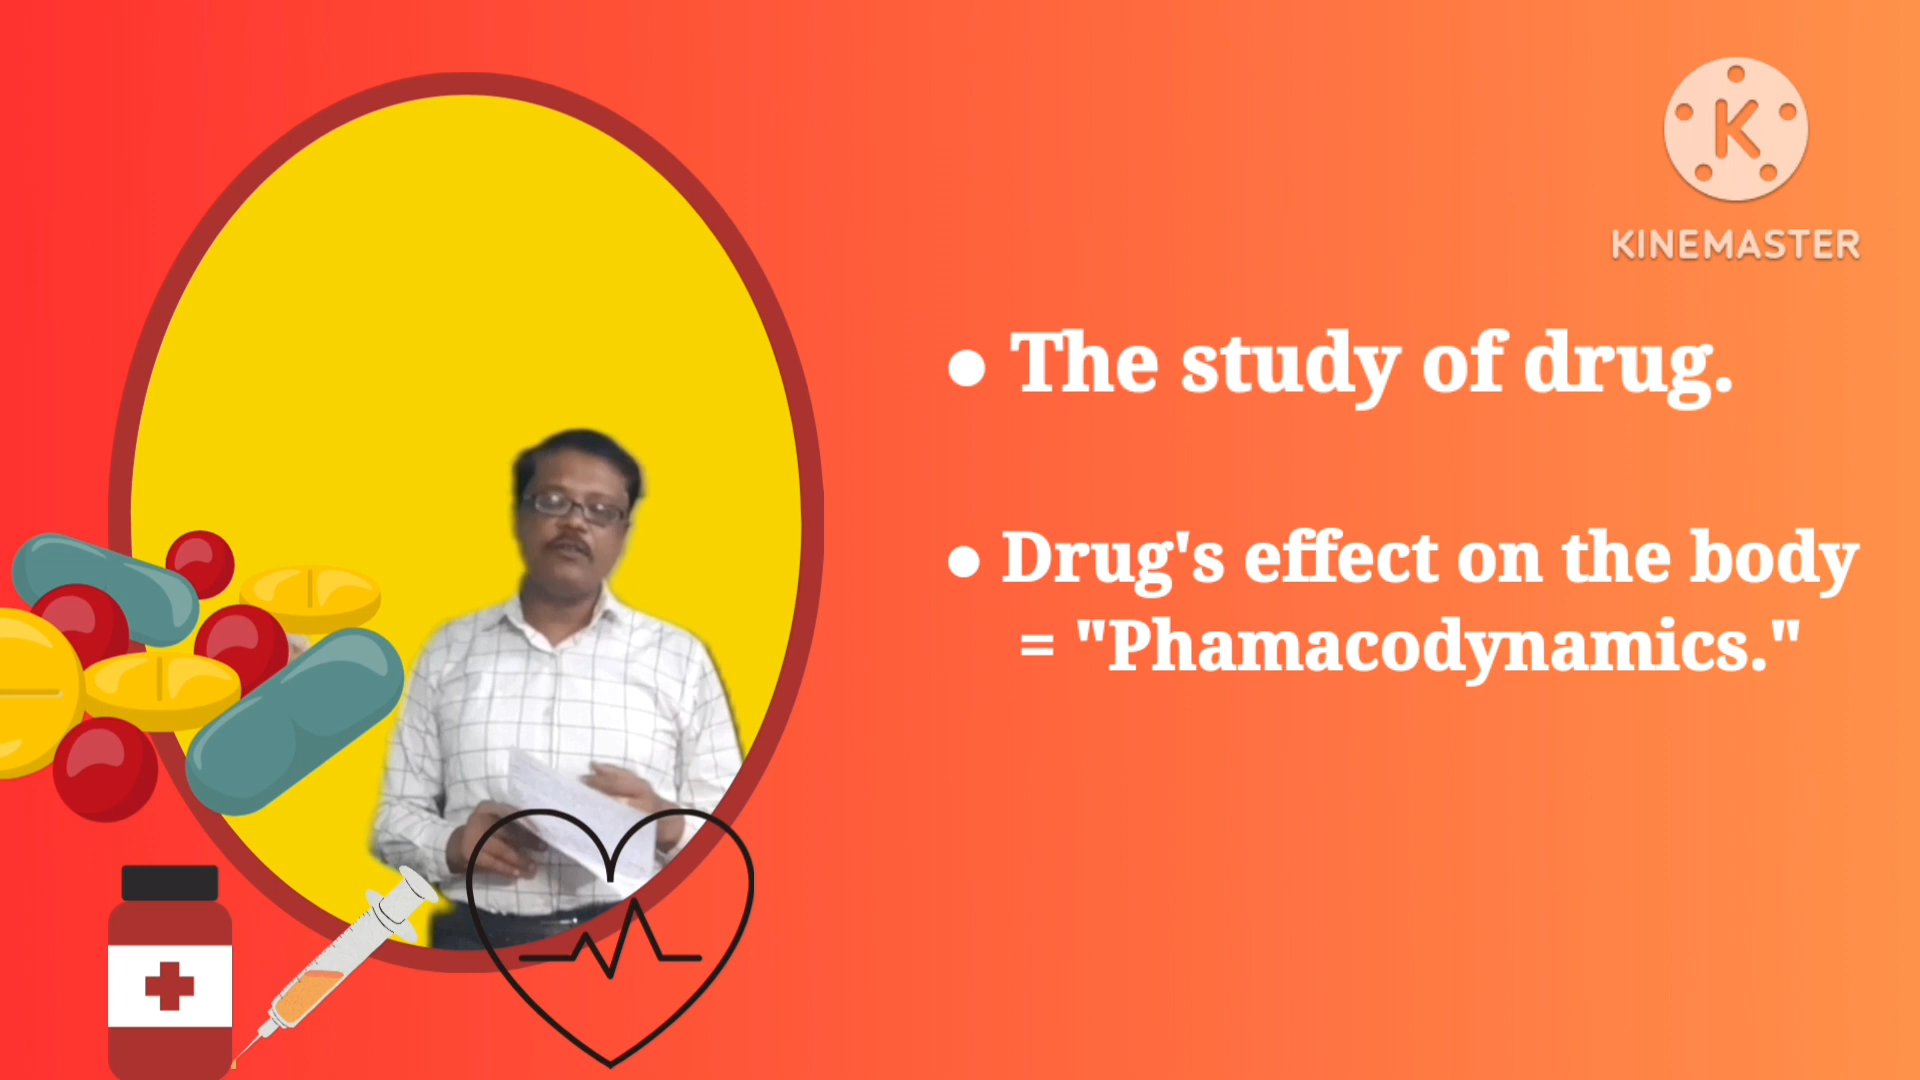 K
KINEMASTER
• The study of drug.
• Drug's effect on the body
= "Phamacodynamics."